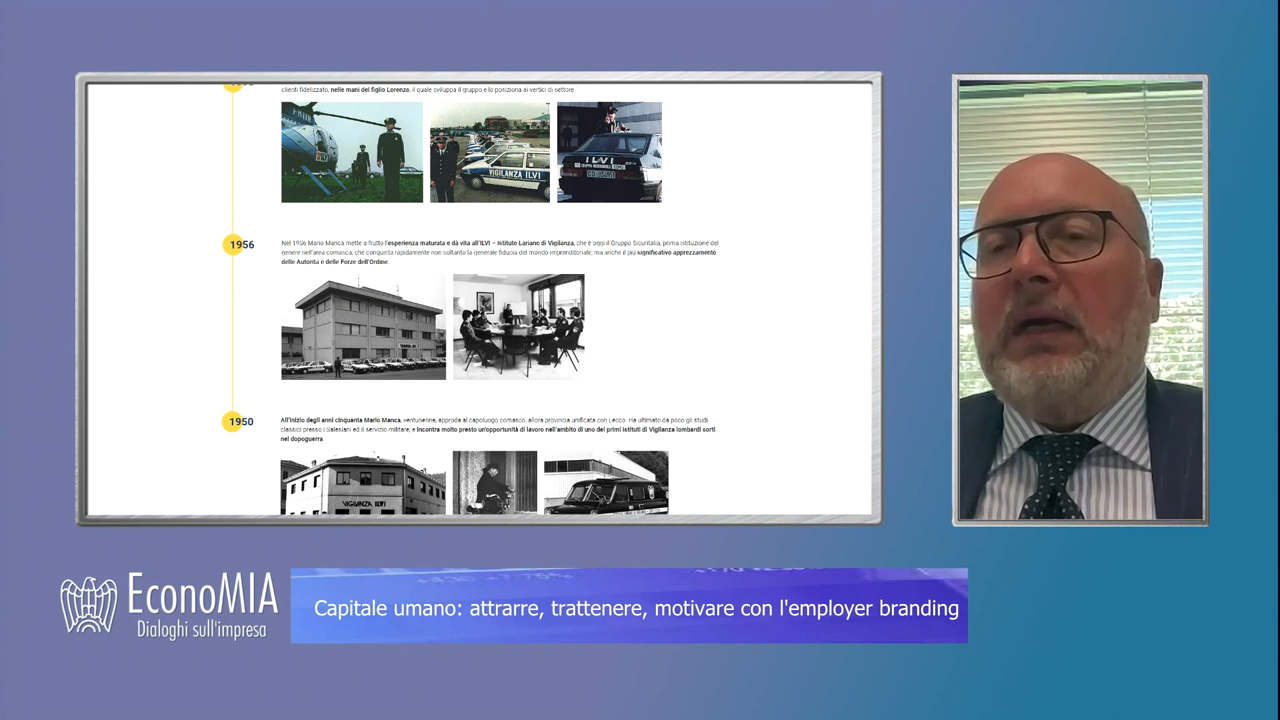 clienti fidelizzato, nelle mani del figlio Lorenzo, il quale sviluppa il gruppo e lo posiziona ai vertici di settore.
VIGILANZA ILVI
ILVI
1956
Nel 1956 Mario Manca mette a frutto l'esperienza maturata e dà vita all'ILVI – Istituto Lariano di Vigilanza, che è oggi il Gruppo Sicuritalia, prima istituzione del
genere nell'area comasca, che conquista rapidamente non soltanto la generale fiducia del mondo imprenditoriale, ma anche il più significativo apprezzamento
delle Autorità e delle Forze dell'Ordine.
1950
All'inizio degli anni cinquanta Mario Manca, ventunenne, approda al capoluogo comasco, allora provincia unificata con Lecco. Ha ultimato da poco gli studi
classici presso i Salesiani ed il servizio militare, e incontra molto presto un'opportunità di lavoro nell'ambito di uno dei primi istituti di Vigilanza lombardi sorti
nel dopoguerra.
VIGILANZA ILVI
EconoMIA
Dialoghi sull'impresa
Capitale umano: attrarre, trattenere, motivare con l'employer branding